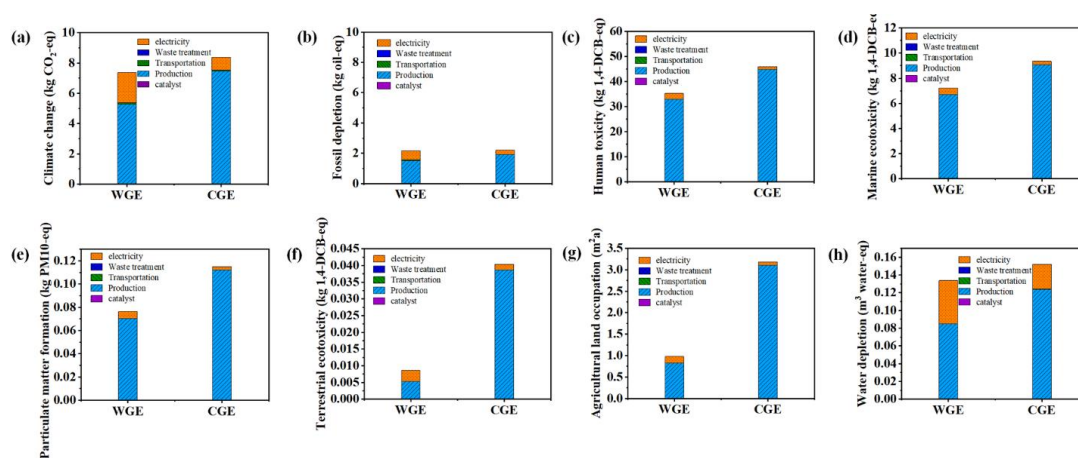 (a)
Climate change (kg CO₂-eq)
10
8
6
4
2
0
electricity
Waste treatment
Transportation
Production
catalyst
WGE
CGE
(b)
Fossil depletion (kg oil-eq)
10
8
6
4
2
0
electricity
Waste treatment
Transportation
Production
catalyst
WGE
CGE
(c)
Human toxicity (kg 1,4-DCB-eq)
60
50
40
30
20
10
0
electricity
Waste treatment
Transportation
Production
catalyst
WGE
CGE
(d)
Marine ecotoxicity (kg 1,4-DCB-eq
12
10
8
6
4
2
0
electricity
Waste treatment
Transportation
Production
catalyst
WGE
CGE
(e)
Particulate matter formation (kg PM10-eq)
0.12
0.10
0.08
0.06
0.04
0.02
0.00
electricity
Waste treatment
Transportation
Production
catalyst
WGE
CGE
(f)
Terrestrial ecotoxicity (kg 1,4-DCB-eq)
0.045
0.040
0.035
0.030
0.025
0.020
0.015
0.010
0.005
0.000
electricity
Waste treatment
Transportation
Production
catalyst
WGE
CGE
(g)
Agricultural land occupation (m²a)
3.5
3.0
2.5
2.0
1.5
1.0
0.5
0.0
electricity
Waste treatment
Transportation
Production
catalyst
WGE
CGE
(h)
Water depletion (m³ water-eq)
0.16
0.14
0.12
0.10
0.08
0.06
0.04
0.02
0.00
electricity
Waste treatment
Transportation
Production
catalyst
WGE
CGE